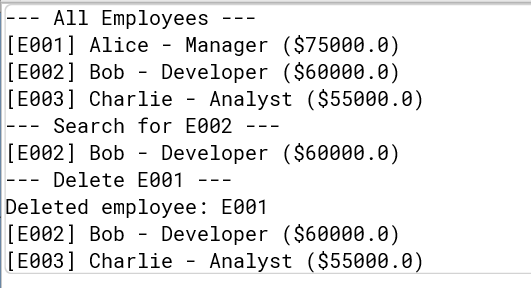 --- All Employees ---
[E001] Alice - Manager ($75000.0)
[E002] Bob - Developer ($60000.0)
[E003] Charlie - Analyst ($55000.0)
--- Search for E002 ---
[E002] Bob - Developer ($60000.0)
--- Delete E001 ---
Deleted employee: E001
[E002] Bob - Developer ($60000.0)
[E003] Charlie - Analyst ($55000.0)